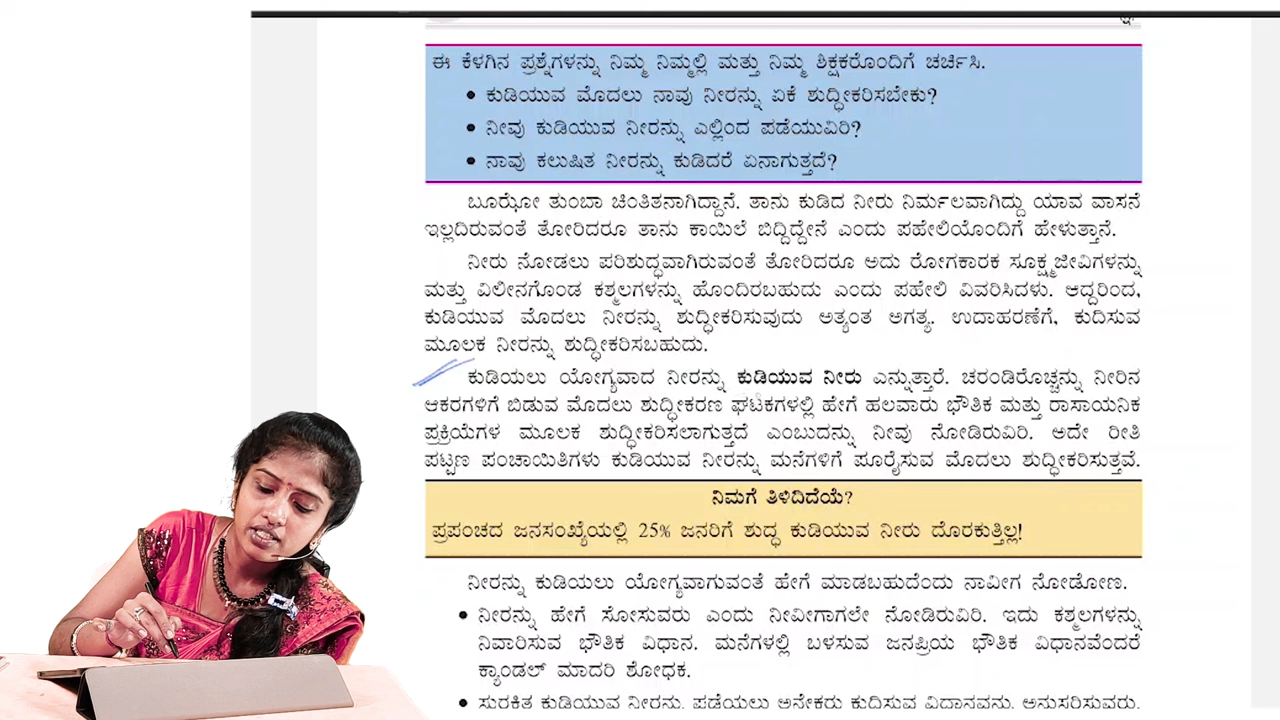 ಈ ಕೆಳಗಿನ ಪ್ರಶ್ನೆಗಳನ್ನು ನಿಮ್ಮ ನಿಮ್ಮಲ್ಲಿ ಮತ್ತು ನಿಮ್ಮ ಶಿಕ್ಷಕರೊಂದಿಗೆ ಚರ್ಚಿಸಿ.
• ಕುಡಿಯುವ ಮೊದಲು ನಾವು ನೀರನ್ನು ಏಕೆ ಶುದ್ಧೀಕರಿಸಬೇಕು?
• ನೀವು ಕುಡಿಯುವ ನೀರನ್ನು ಎಲ್ಲಿಂದ ಪಡೆಯುವಿರಿ?
• ನಾವು ಕಲುಷಿತ ನೀರನ್ನು ಕುಡಿದರೆ ಏನಾಗುತ್ತದೆ?
ಬೂಝೋ ತುಂಬಾ ಚಿಂತಿತನಾಗಿದ್ದಾನೆ. ತಾನು ಕುಡಿದ ನೀರು ನಿರ್ಮಲವಾಗಿದ್ದು ಯಾವ ವಾಸನೆ
ಇಲ್ಲದಿರುವಂತೆ ತೋರಿದರೂ ತಾನು ಕಾಯಿಲೆ ಬಿದ್ದಿದ್ದೇನೆ ಎಂದು ಪಹೇಲಿಯೊಂದಿಗೆ ಹೇಳುತ್ತಾನೆ.
ನೀರು ನೋಡಲು ಪರಿಶುದ್ಧವಾಗಿರುವಂತೆ ತೋರಿದರೂ ಅದು ರೋಗಕಾರಕ ಸೂಕ್ಷ್ಮಜೀವಿಗಳನ್ನು
ಮತ್ತು ವಿಲೀನಗೊಂಡ ಕಶ್ಮಲಗಳನ್ನು ಹೊಂದಿರಬಹುದು ಎಂದು ಪಹೇಲಿ ವಿವರಿಸಿದಳು. ಆದ್ದರಿಂದ,
ಕುಡಿಯುವ ಮೊದಲು ನೀರನ್ನು ಶುದ್ಧೀಕರಿಸುವುದು ಅತ್ಯಂತ ಅಗತ್ಯ. ಉದಾಹರಣೆಗೆ, ಕುದಿಸುವ
ಮೂಲಕ ನೀರನ್ನು ಶುದ್ಧೀಕರಿಸಬಹುದು.
ಕುಡಿಯಲು ಯೋಗ್ಯವಾದ ನೀರನ್ನು ಕುಡಿಯುವ ನೀರು ಎನ್ನುತ್ತಾರೆ. ಚರಂಡಿರೊಚ್ಚನ್ನು ನೀರಿನ
ಆಕರಗಳಿಗೆ ಬಿಡುವ ಮೊದಲು ಶುದ್ಧೀಕರಣ ಘಟಕಗಳಲ್ಲಿ ಹೇಗೆ ಹಲವಾರು ಭೌತಿಕ ಮತ್ತು ರಾಸಾಯನಿಕ
ಪ್ರಕ್ರಿಯೆಗಳ ಮೂಲಕ ಶುದ್ಧೀಕರಿಸಲಾಗುತ್ತದೆ ಎಂಬುದನ್ನು ನೀವು ನೋಡಿರುವಿರಿ. ಅದೇ ರೀತಿ
ಪಟ್ಟಣ ಪಂಚಾಯಿತಿಗಳು ಕುಡಿಯುವ ನೀರನ್ನು ಮನೆಗಳಿಗೆ ಪೂರೈಸುವ ಮೊದಲು ಶುದ್ಧೀಕರಿಸುತ್ತವೆ.
ನಿಮಗೆ ತಿಳಿದಿದೆಯೆ?
ಪ್ರಪಂಚದ ಜನಸಂಖ್ಯೆಯಲ್ಲಿ 25% ಜನರಿಗೆ ಶುದ್ಧ ಕುಡಿಯುವ ನೀರು ದೊರಕುತ್ತಿಲ್ಲ!
ನೀರನ್ನು ಕುಡಿಯಲು ಯೋಗ್ಯವಾಗುವಂತೆ ಹೇಗೆ ಮಾಡಬಹುದೆಂದು ನಾವೀಗ ನೋಡೋಣ.
• ನೀರನ್ನು ಹೇಗೆ ಸೋಸುವರು ಎಂದು ನೀವೀಗಾಗಲೇ ನೋಡಿರುವಿರಿ. ಇದು ಕಶ್ಮಲಗಳನ್ನು
ನಿವಾರಿಸುವ ಭೌತಿಕ ವಿಧಾನ. ಮನೆಗಳಲ್ಲಿ ಬಳಸುವ ಜನಪ್ರಿಯ ಭೌತಿಕ ವಿಧಾನವೆಂದರೆ
ಕ್ಯಾಂಡಲ್ ಮಾದರಿ ಶೋಧಕ.
• ಸುರಕ್ಷಿತ ಕುಡಿಯುವ ನೀರನ್ನು ಪಡೆಯಲು ಅನೇಕರು ಕುದಿಸುವ ವಿಧಾನವನ್ನು ಅನುಸರಿಸುವರು.